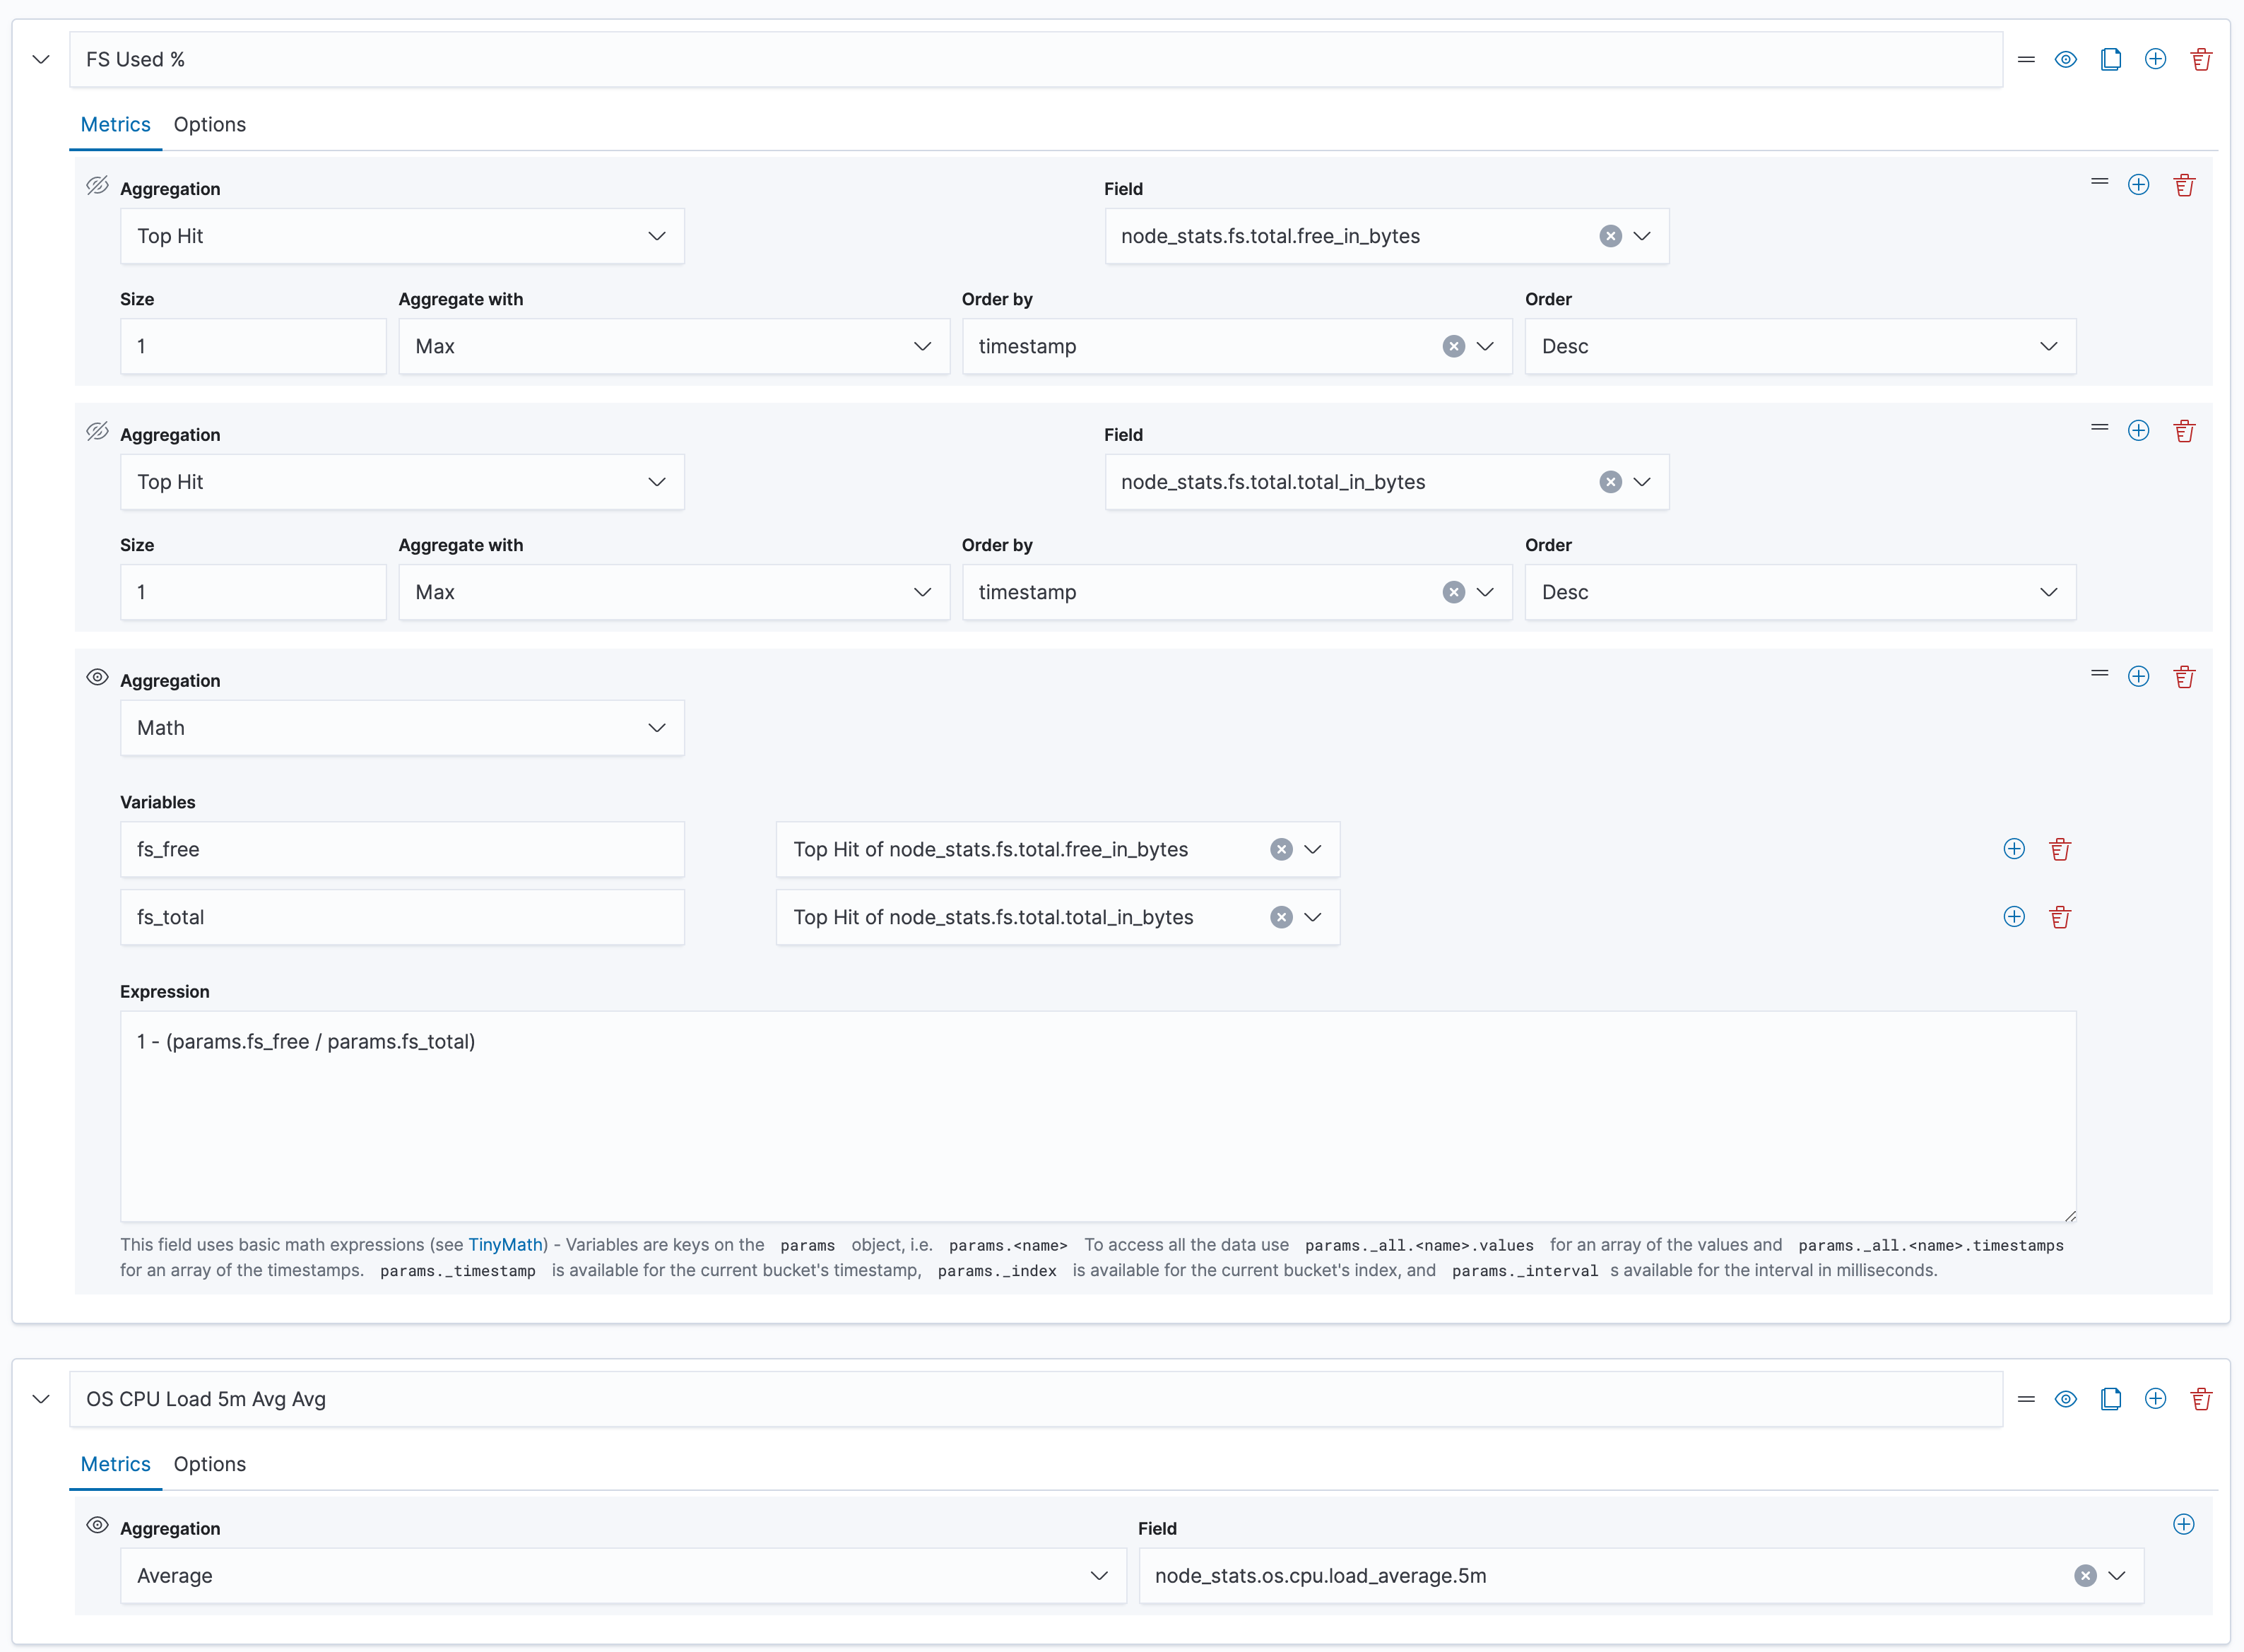 FS Used %
Metrics Options
Aggregation Field
Top Hit node_stats.fs.total.free_in_bytes
Size Aggregate with Order by Order
1 Max timestamp Desc
Aggregation Field
Top Hit node_stats.fs.total.total_in_bytes
Size Aggregate with Order by Order
1 Max timestamp Desc
Aggregation
Math
Variables
fs_free Top Hit of node_stats.fs.total.free_in_bytes
fs_total Top Hit of node_stats.fs.total.total_in_bytes
Expression
1 - (params.fs_free / params.fs_total)
This field uses basic math expressions (see TinyMath) - Variables are keys on the params object, i.e. params.<name> To access all the data use params._all.<name>.values for an array of the values and params._all.<name>.timestamps
for an array of the timestamps. params._timestamp is available for the current bucket's timestamp, params._index is available for the current bucket's index, and params._interval s available for the interval in milliseconds.
OS CPU Load 5m Avg Avg
Metrics Options
Aggregation Field
Average node_stats.os.cpu.load_average.5m